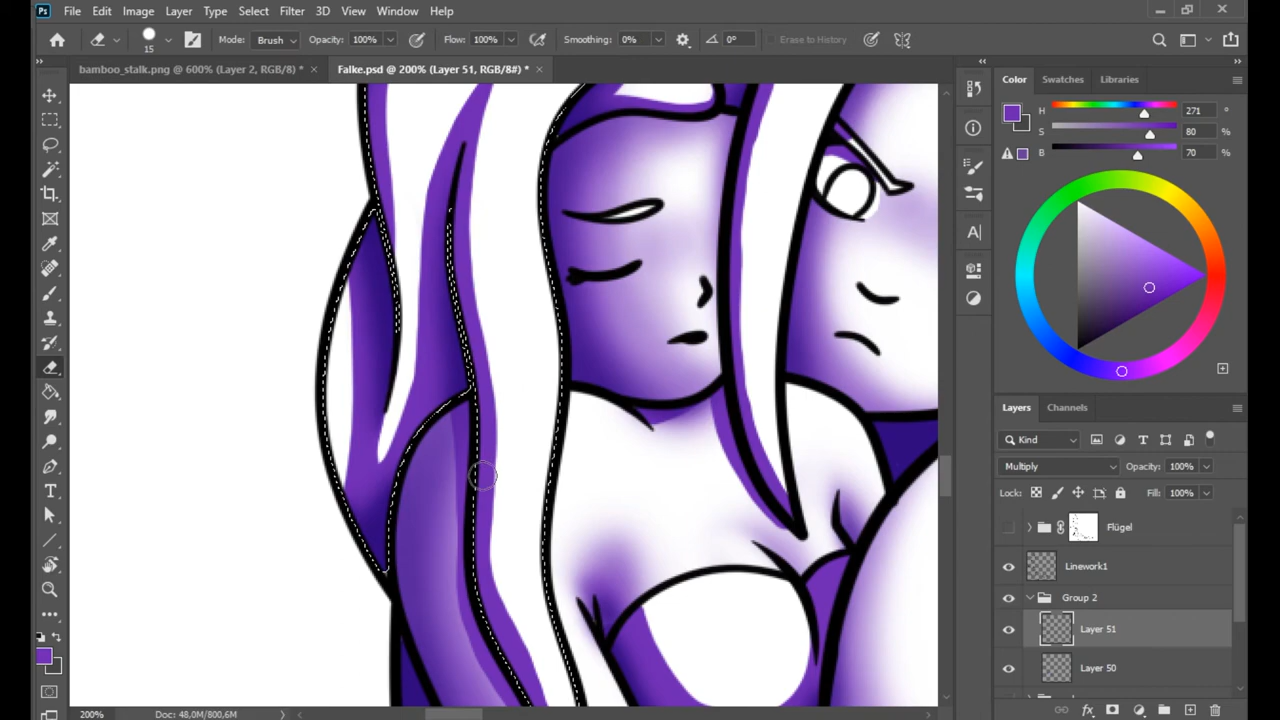 Ps File Edit Image Layer Type Select Filter 3D View Window Help
15 Mode: Brush Opacity: 100% Flow: 100% Smoothing: 0% 0° Erase to History
bamboo_stalk.png @ 600% (Layer 2, RGB/8) * × Falke.psd @ 200% (Layer 51, RGB/8#) * ×
Color Swatches Libraries
H 271 °
S 80 %
B 70 %
Layers Channels
Kind
Multiply Opacity: 100%
Lock: Fill: 100%
Flügel
Linework1
Group 2
Layer 51
Layer 50
200% Doc: 48,0M/800,6M